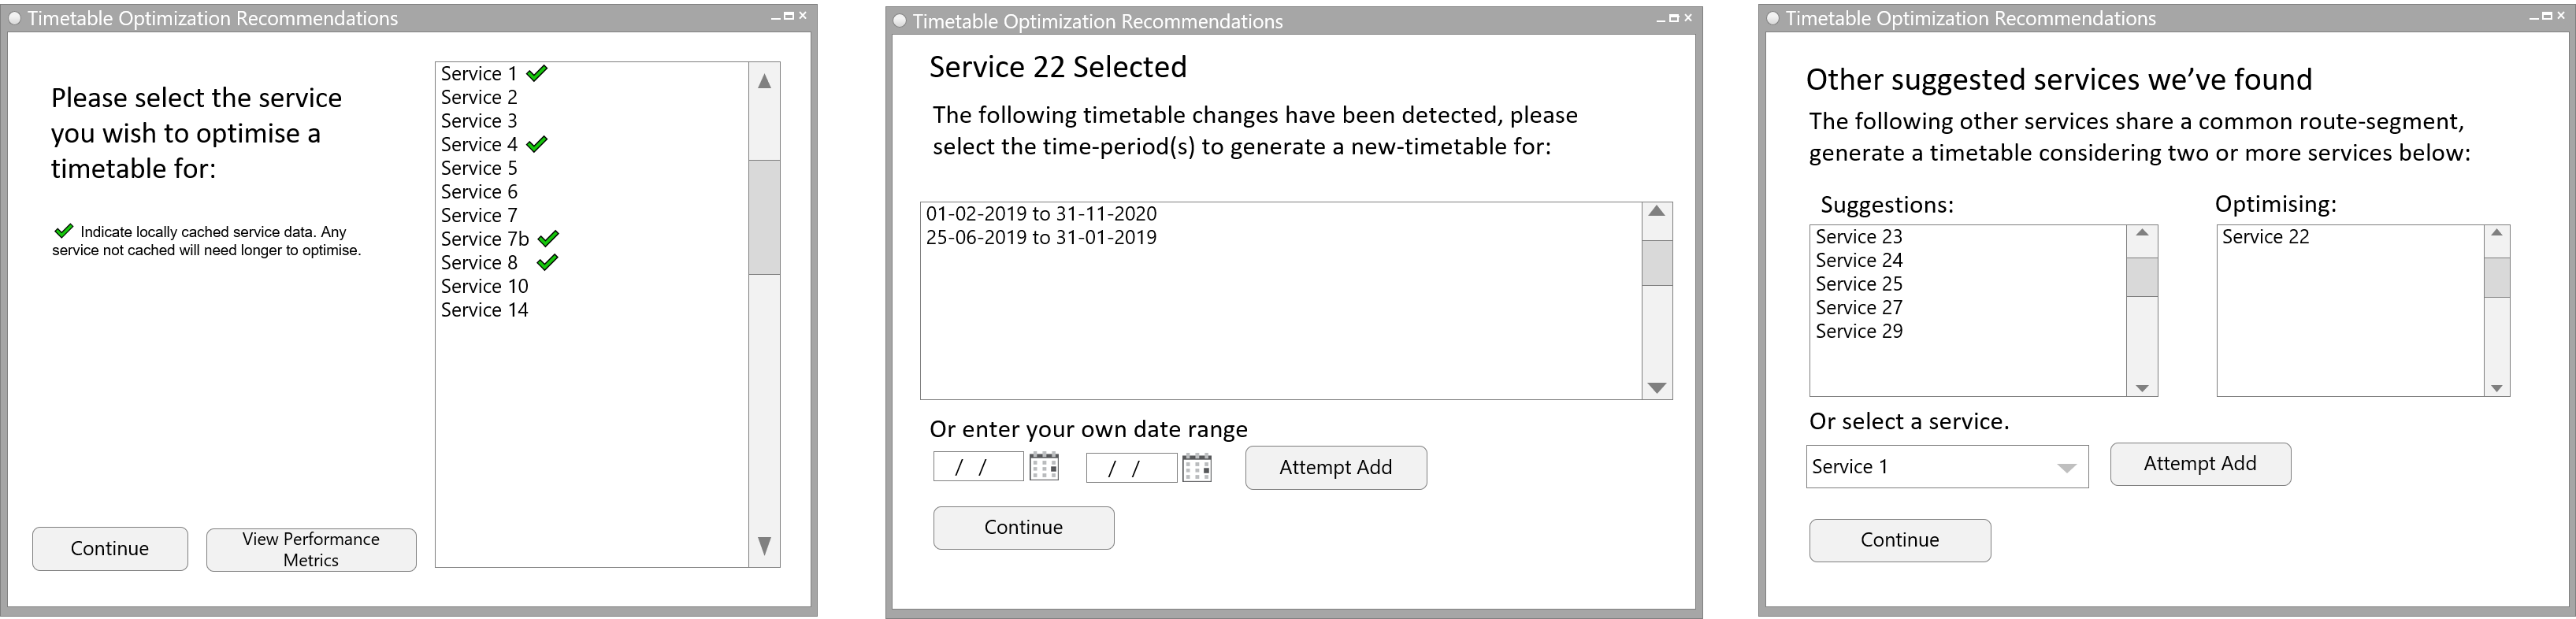 Timetable Optimization Recommendations
Please select the service
you wish to optimise a
timetable for:
Indicate locally cached service data. Any
service not cached will need longer to optimise.
Service 1
Service 2
Service 3
Service 4
Service 5
Service 6
Service 7
Service 7b
Service 8
Service 10
Service 14
Continue
View Performance
Metrics
Timetable Optimization Recommendations
Service 22 Selected
The following timetable changes have been detected, please
select the time-period(s) to generate a new-timetable for:
01-02-2019 to 31-11-2020
25-06-2019 to 31-01-2019
Or enter your own date range
/ /
/ /
Attempt Add
Continue
Timetable Optimization Recommendations
Other suggested services we’ve found
The following other services share a common route-segment,
generate a timetable considering two or more services below:
Suggestions:
Service 23
Service 24
Service 25
Service 27
Service 29
Optimising:
Service 22
Or select a service.
Service 1
Attempt Add
Continue